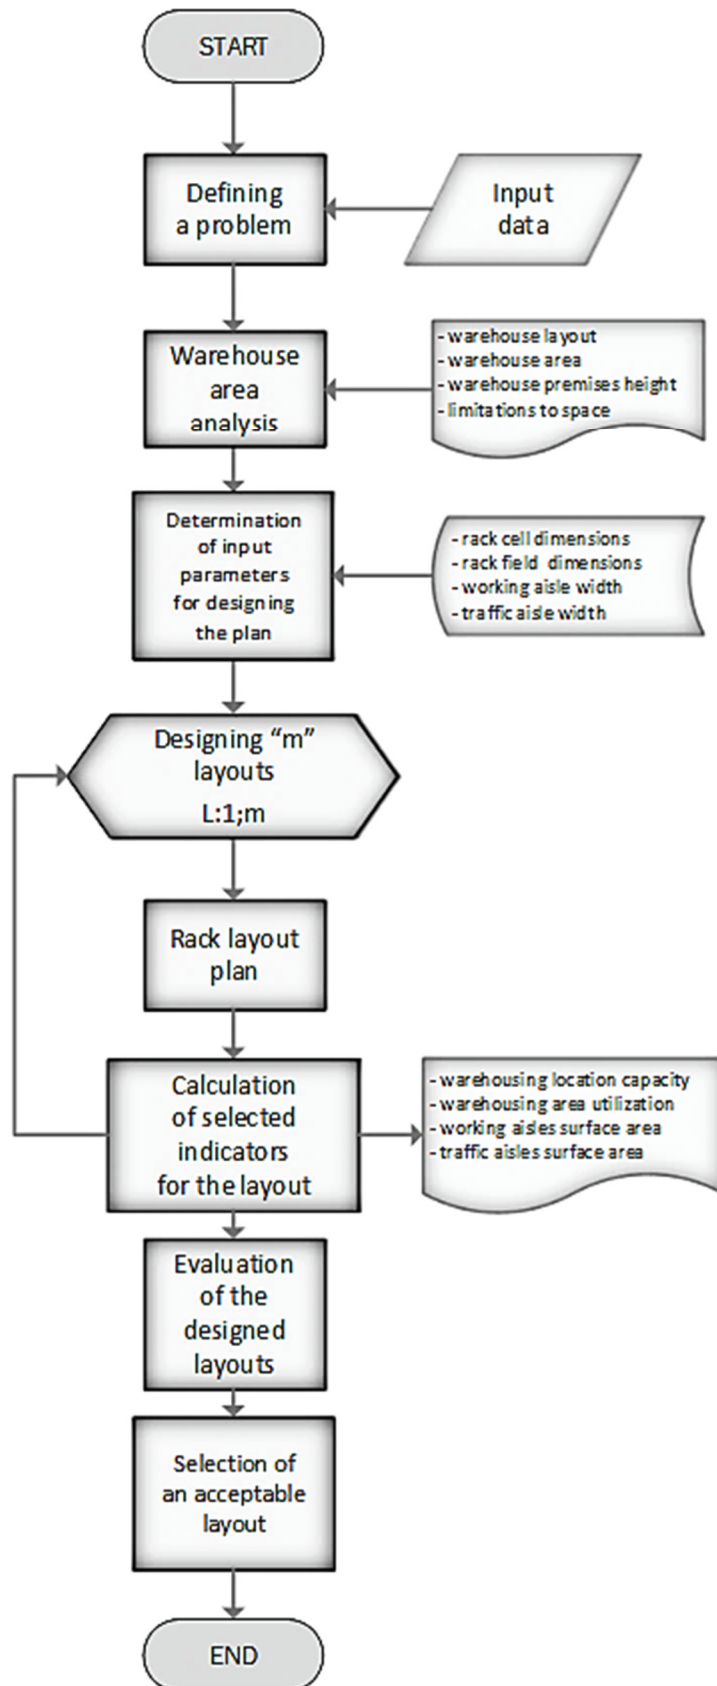 START
Defining
a problem
Input
data
Warehouse
area
analysis
- warehouse layout
- warehouse area
- warehouse premises height
- limitations to space
Determination
of input
parameters
for designing
the plan
- rack cell dimensions
- rack field dimensions
- working aisle width
- traffic aisle width
Designing “m”
layouts
L:1;m
Rack layout
plan
Calculation
of selected
indicators
for the layout
- warehousing location capacity
- warehousing area utilization
- working aisles surface area
- traffic aisles surface area
Evaluation
of the
designed
layouts
Selection of
an acceptable
layout
END